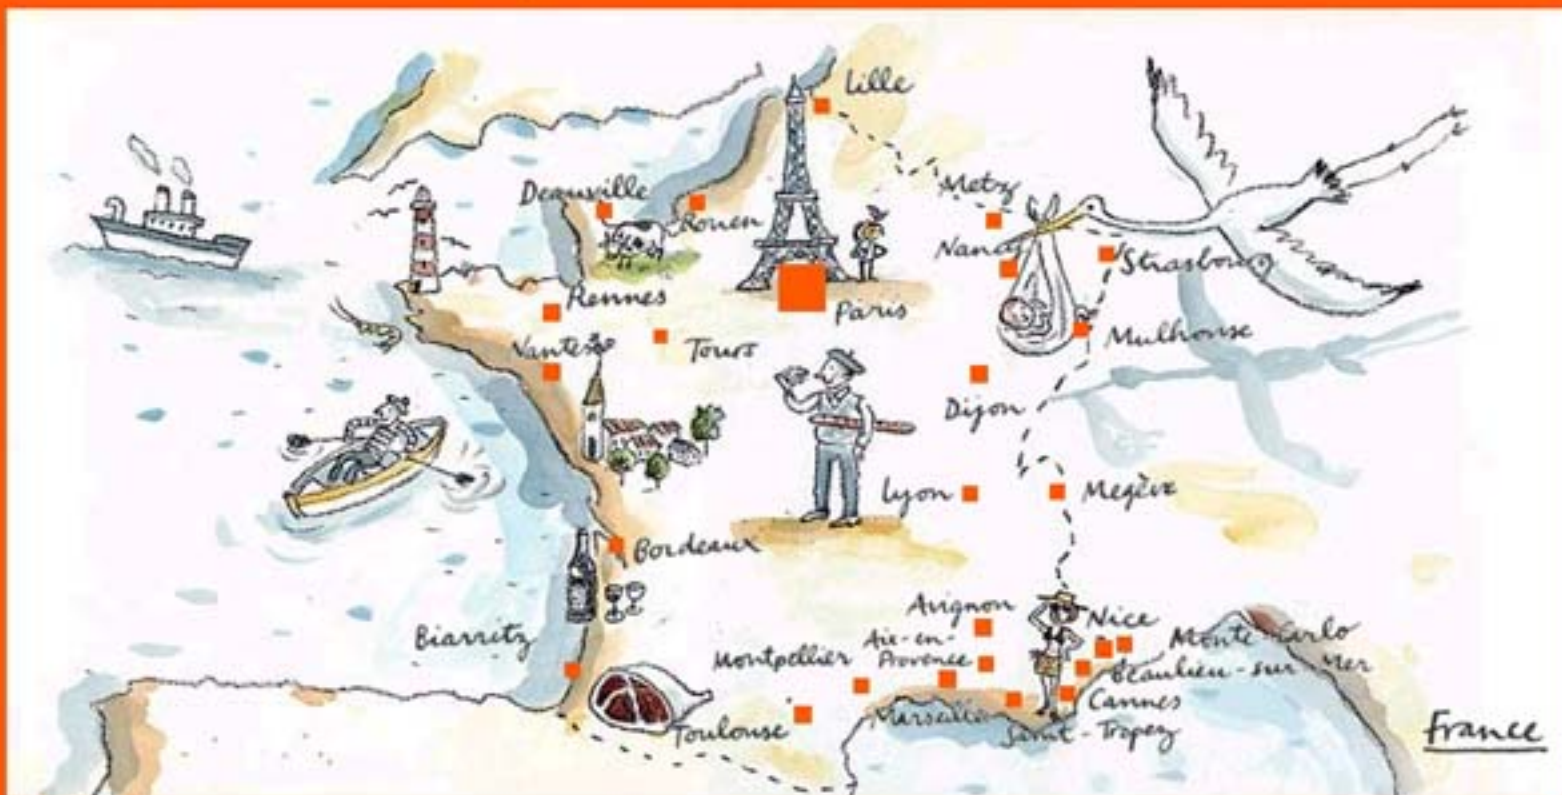 Lille
Metz
Deauville
Rouen
Nancy
Strasbourg
Rennes
Paris
Mulhouse
Nantes
Tours
Dijon
Lyon
Megève
Bordeaux
Avignon
Nice
Biarritz
Aix-en-
Provence
Monte Carlo
Montpellier
Beaulieu-sur Mer
Cannes
Marseille
Toulouse
Saint-Tropez
France